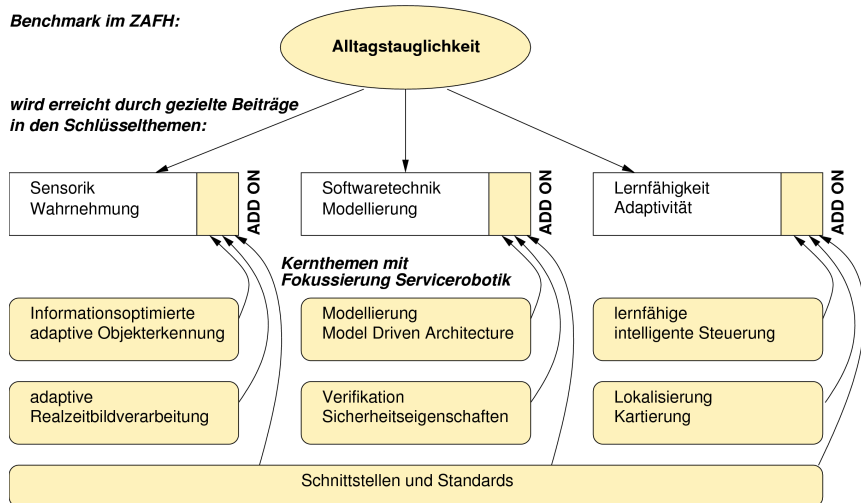 Benchmark im ZAFH:
Alltagstauglichkeit
wird erreicht durch gezielte Beiträge
in den Schlüsselthemen:
Sensorik
Wahrnehmung
ADD ON
Softwaretechnik
Modellierung
ADD ON
Lernfähigkeit
Adaptivität
ADD ON
Kernthemen mit
Fokussierung Servicerobotik
Informationsoptimierte
adaptive Objekterkennung
Modellierung
Model Driven Architecture
lernfähige
intelligente Steuerung
adaptive
Realzeitbildverarbeitung
Verifikation
Sicherheitseigenschaften
Lokalisierung
Kartierung
Schnittstellen und Standards